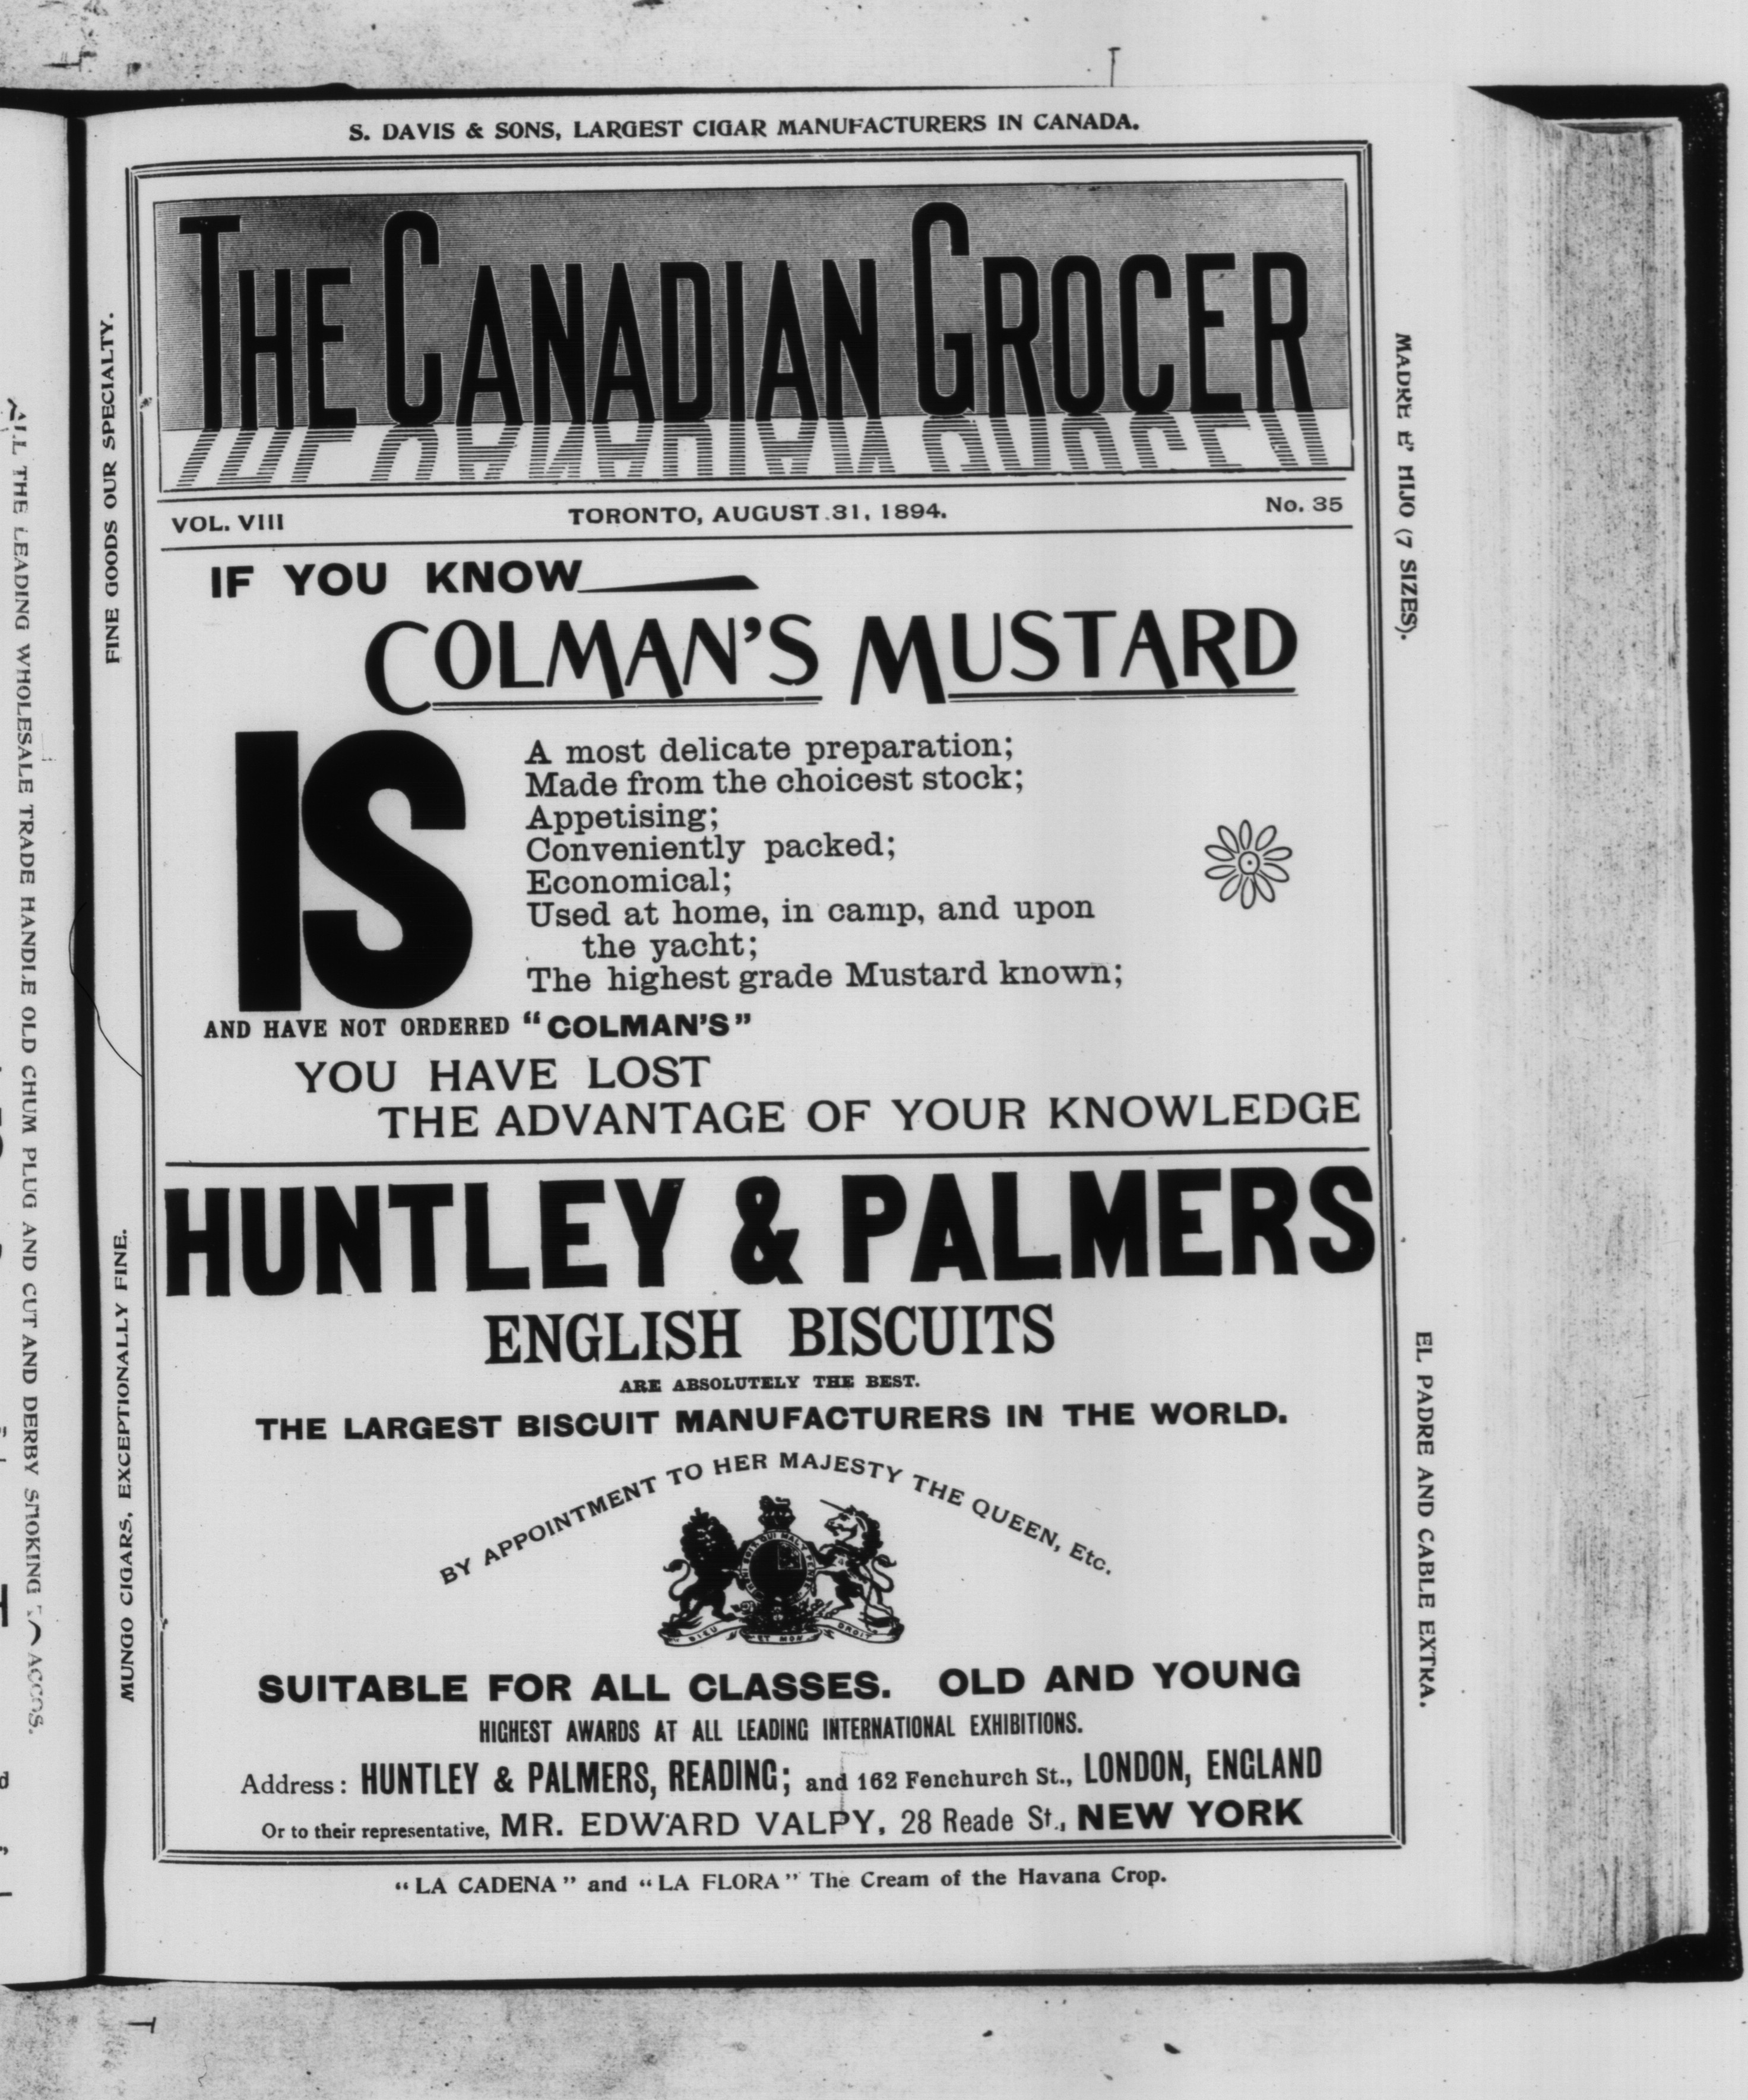 S. DAVIS & SONS, LARGEST CIGAR MANUFACTURERS IN CANADA.
THE CANADIAN GROCER
VOL. VIII TORONTO, AUGUST 31, 1894. No. 35
IF YOU KNOW
COLMAN'S MUSTARD
IS
A most delicate preparation;
Made from the choicest stock;
Appetising;
Conveniently packed;
Economical;
Used at home, in camp, and upon
the yacht;
The highest grade Mustard known;
AND HAVE NOT ORDERED "COLMAN'S"
YOU HAVE LOST
THE ADVANTAGE OF YOUR KNOWLEDGE
HUNTLEY & PALMERS
ENGLISH BISCUITS
ARE ABSOLUTELY THE BEST.
THE LARGEST BISCUIT MANUFACTURERS IN THE WORLD.
BY APPOINTMENT TO HER MAJESTY THE QUEEN, Etc.
DIEU ET MON DROIT
SUITABLE FOR ALL CLASSES. OLD AND YOUNG
HIGHEST AWARDS AT ALL LEADING INTERNATIONAL EXHIBITIONS.
Address: HUNTLEY & PALMERS, READING; and 162 Fenchurch St., LONDON, ENGLAND
Or to their representative, MR. EDWARD VALPY, 28 Reade St., NEW YORK
"LA CADENA" and "LA FLORA" The Cream of the Havana Crop.
FINE GOODS OUR SPECIALTY.
MUNGO CIGARS, EXCEPTIONALLY FINE.
MADRE E' HIJO (7 SIZES).
EL PADRE AND CABLE EXTRA.
THE LEADING WHOLESALE TRADE HANDLE OLD CHUM PLUG AND CUT AND DERBY SMOKING